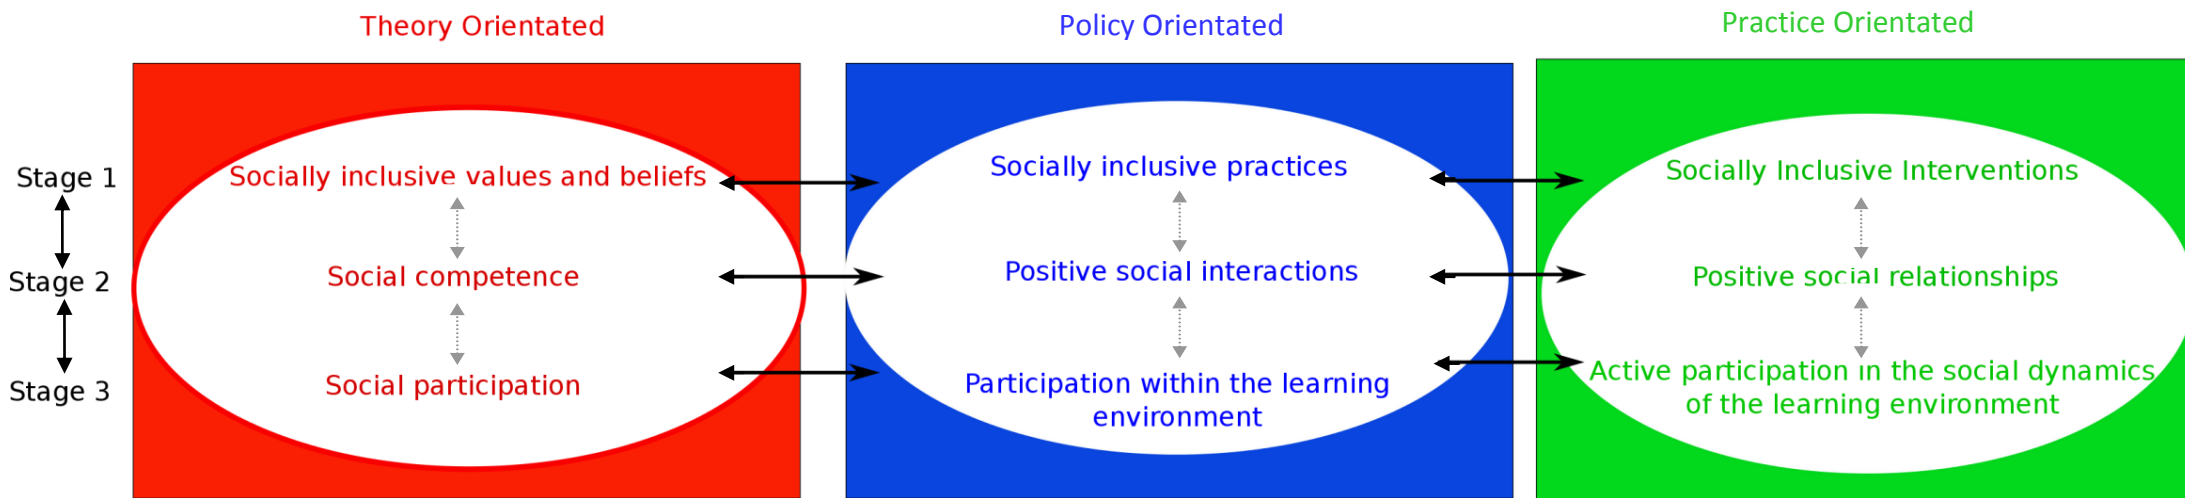 Theory Orientated
Policy Orientated
Practice Orientated
Stage 1
Socially inclusive values and beliefs
Socially inclusive practices
Socially Inclusive Interventions
Stage 2
Social competence
Positive social interactions
Positive social relationships
Stage 3
Social participation
Participation within the learning
environment
Active participation in the social dynamics
of the learning environment